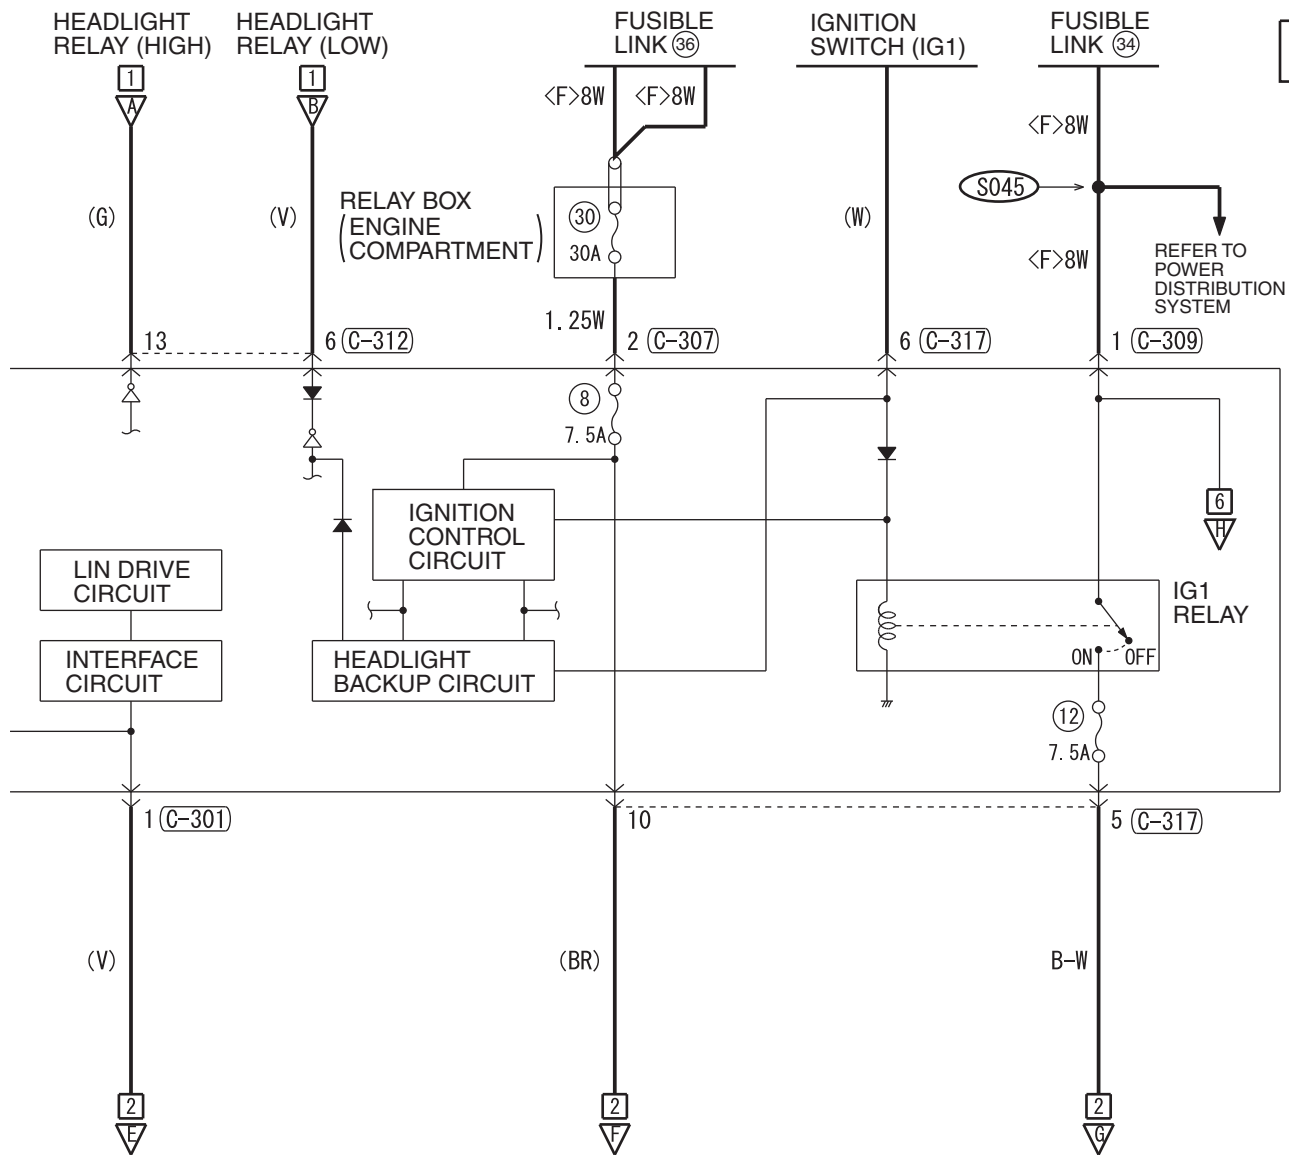 HEADLIGHT
RELAY (HIGH)
HEADLIGHT
RELAY (LOW)
FUSIBLE
LINK 36
IGNITION
SWITCH (IG1)
FUSIBLE
LINK 34
1
A
1
B
<F>8W
<F>8W
<F>8W
S045
(G)
(V)
RELAY BOX
(ENGINE
COMPARTMENT)
30
30A
(W)
<F>8W
REFER TO
POWER
DISTRIBUTION
SYSTEM
1.25W
13
6 (C-312)
2 (C-307)
6 (C-317)
1 (C-309)
8
7.5A
IGNITION
CONTROL
CIRCUIT
6
H
LIN DRIVE
CIRCUIT
INTERFACE
CIRCUIT
HEADLIGHT
BACKUP CIRCUIT
IG1
RELAY
ON
OFF
12
7.5A
1 (C-301)
10
5 (C-317)
(V)
(BR)
B-W
2
E
2
F
2
G